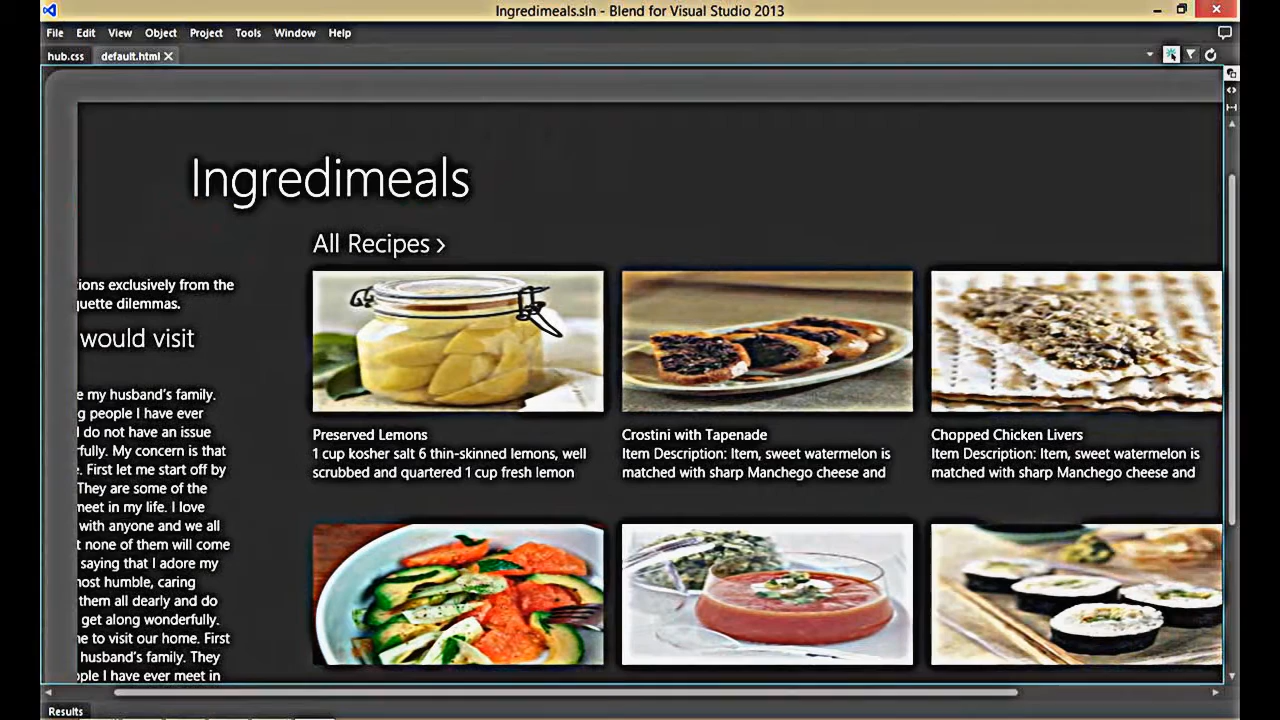 Ingredimeals.sln - Blend for Visual Studio 2013
File Edit View Object Project Tools Window Help
hub.css default.html
Ingredimeals
All Recipes >
ions exclusively from the
uette dilemmas.
would visit
e my husband's family.
g people I have ever
I do not have an issue
fully. My concern is that
. First let me start off by
They are some of the
meet in my life. I love
with anyone and we all
t none of them will come
saying that I adore my
nost humble, caring
them all dearly and do
get along wonderfully.
ne to visit our home. First
husband's family. They
ople I have ever meet in
Preserved Lemons
1 cup kosher salt 6 thin-skinned lemons, well
scrubbed and quartered 1 cup fresh lemon
Crostini with Tapenade
Item Description: Item, sweet watermelon is
matched with sharp Manchego cheese and
Chopped Chicken Livers
Item Description: Item, sweet watermelon is
matched with sharp Manchego cheese and
Results